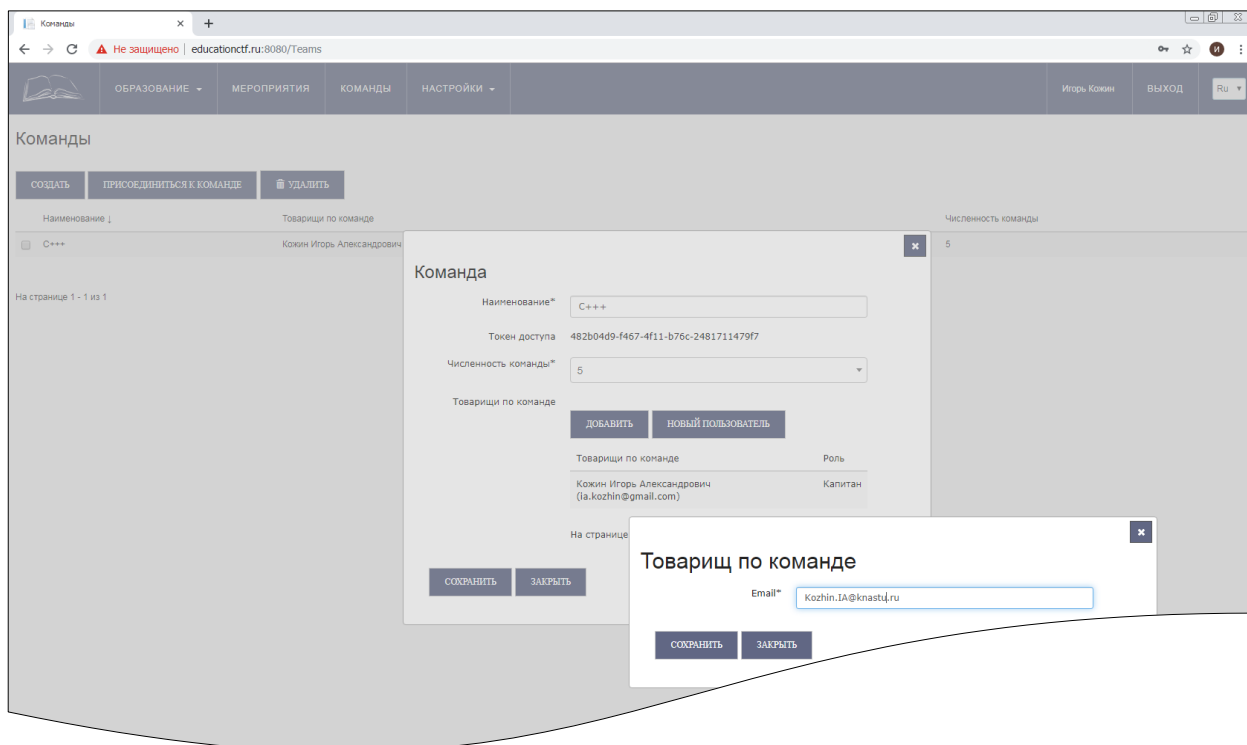 Команды
Не защищено | educationctf.ru:8080/Teams
И
ОБРАЗОВАНИЕ МЕРОПРИЯТИЯ КОМАНДЫ НАСТРОЙКИ Игорь Кожин ВЫХОД Ru
Команды
СОЗДАТЬ ПРИСОЕДИНИТЬСЯ К КОМАНДЕ УДАЛИТЬ
Наименование ↓ Товарищи по команде Численность команды
C+++ Кожин Игорь Александрович 5
На странице 1 - 1 из 1
Команда
Наименование* C+++
Токен доступа 482b04d9-f467-4f11-b76c-2481711479f7
Численность команды* 5
Товарищи по команде
ДОБАВИТЬ НОВЫЙ ПОЛЬЗОВАТЕЛЬ
Товарищи по команде Роль
Кожин Игорь Александрович Капитан
(ia.kozhin@gmail.com)
На странице
СОХРАНИТЬ ЗАКРЫТЬ
Товарищ по команде
Email* Kozhin.IA@knastu.ru
СОХРАНИТЬ ЗАКРЫТЬ